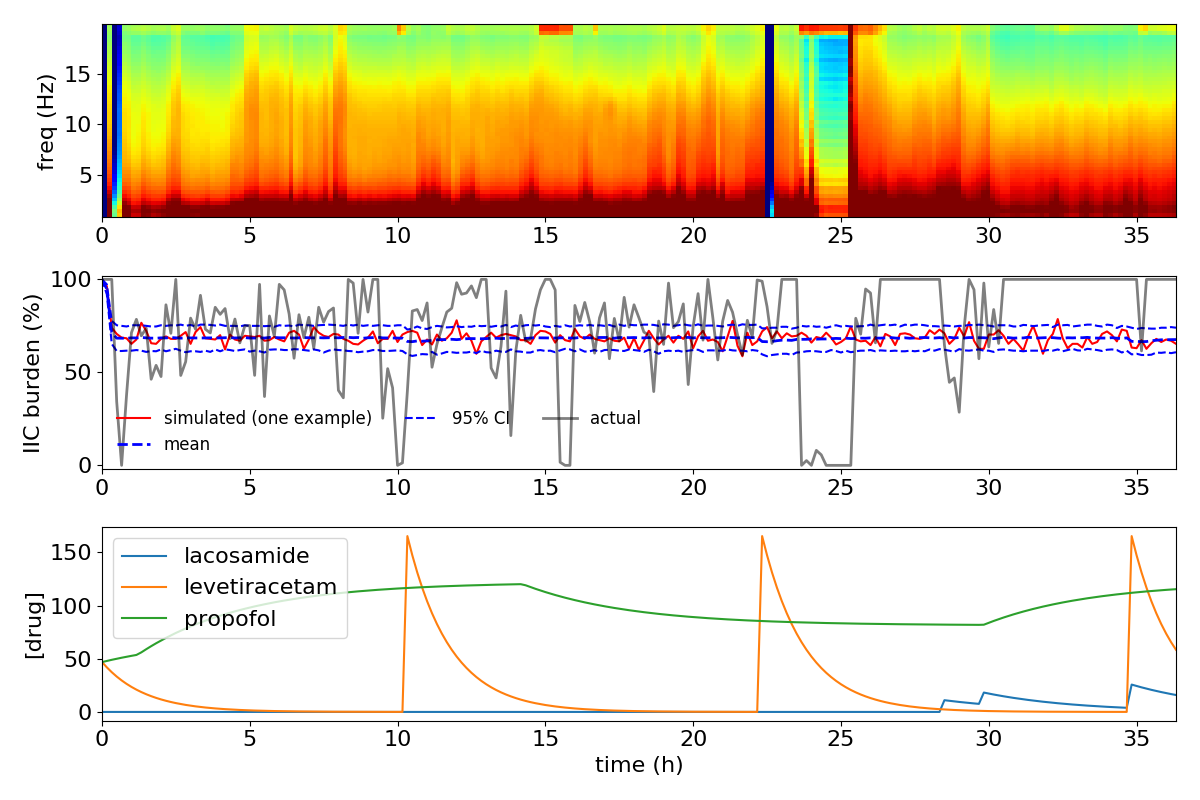 freq (Hz)
15
10
5
0 5 10 15 20 25 30 35
IIC burden (%)
100
50
0
simulated (one example)
mean
95% CI
actual
0 5 10 15 20 25 30 35
[drug]
150
100
50
0
lacosamide
levetiracetam
propofol
0 5 10 15 20 25 30 35
time (h)